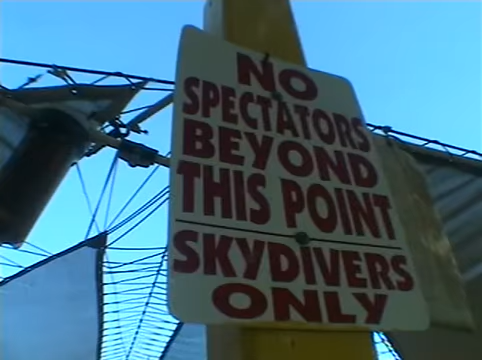 NO
SPECTATORS
BEYOND
THIS POINT
SKYDIVERS
ONLY